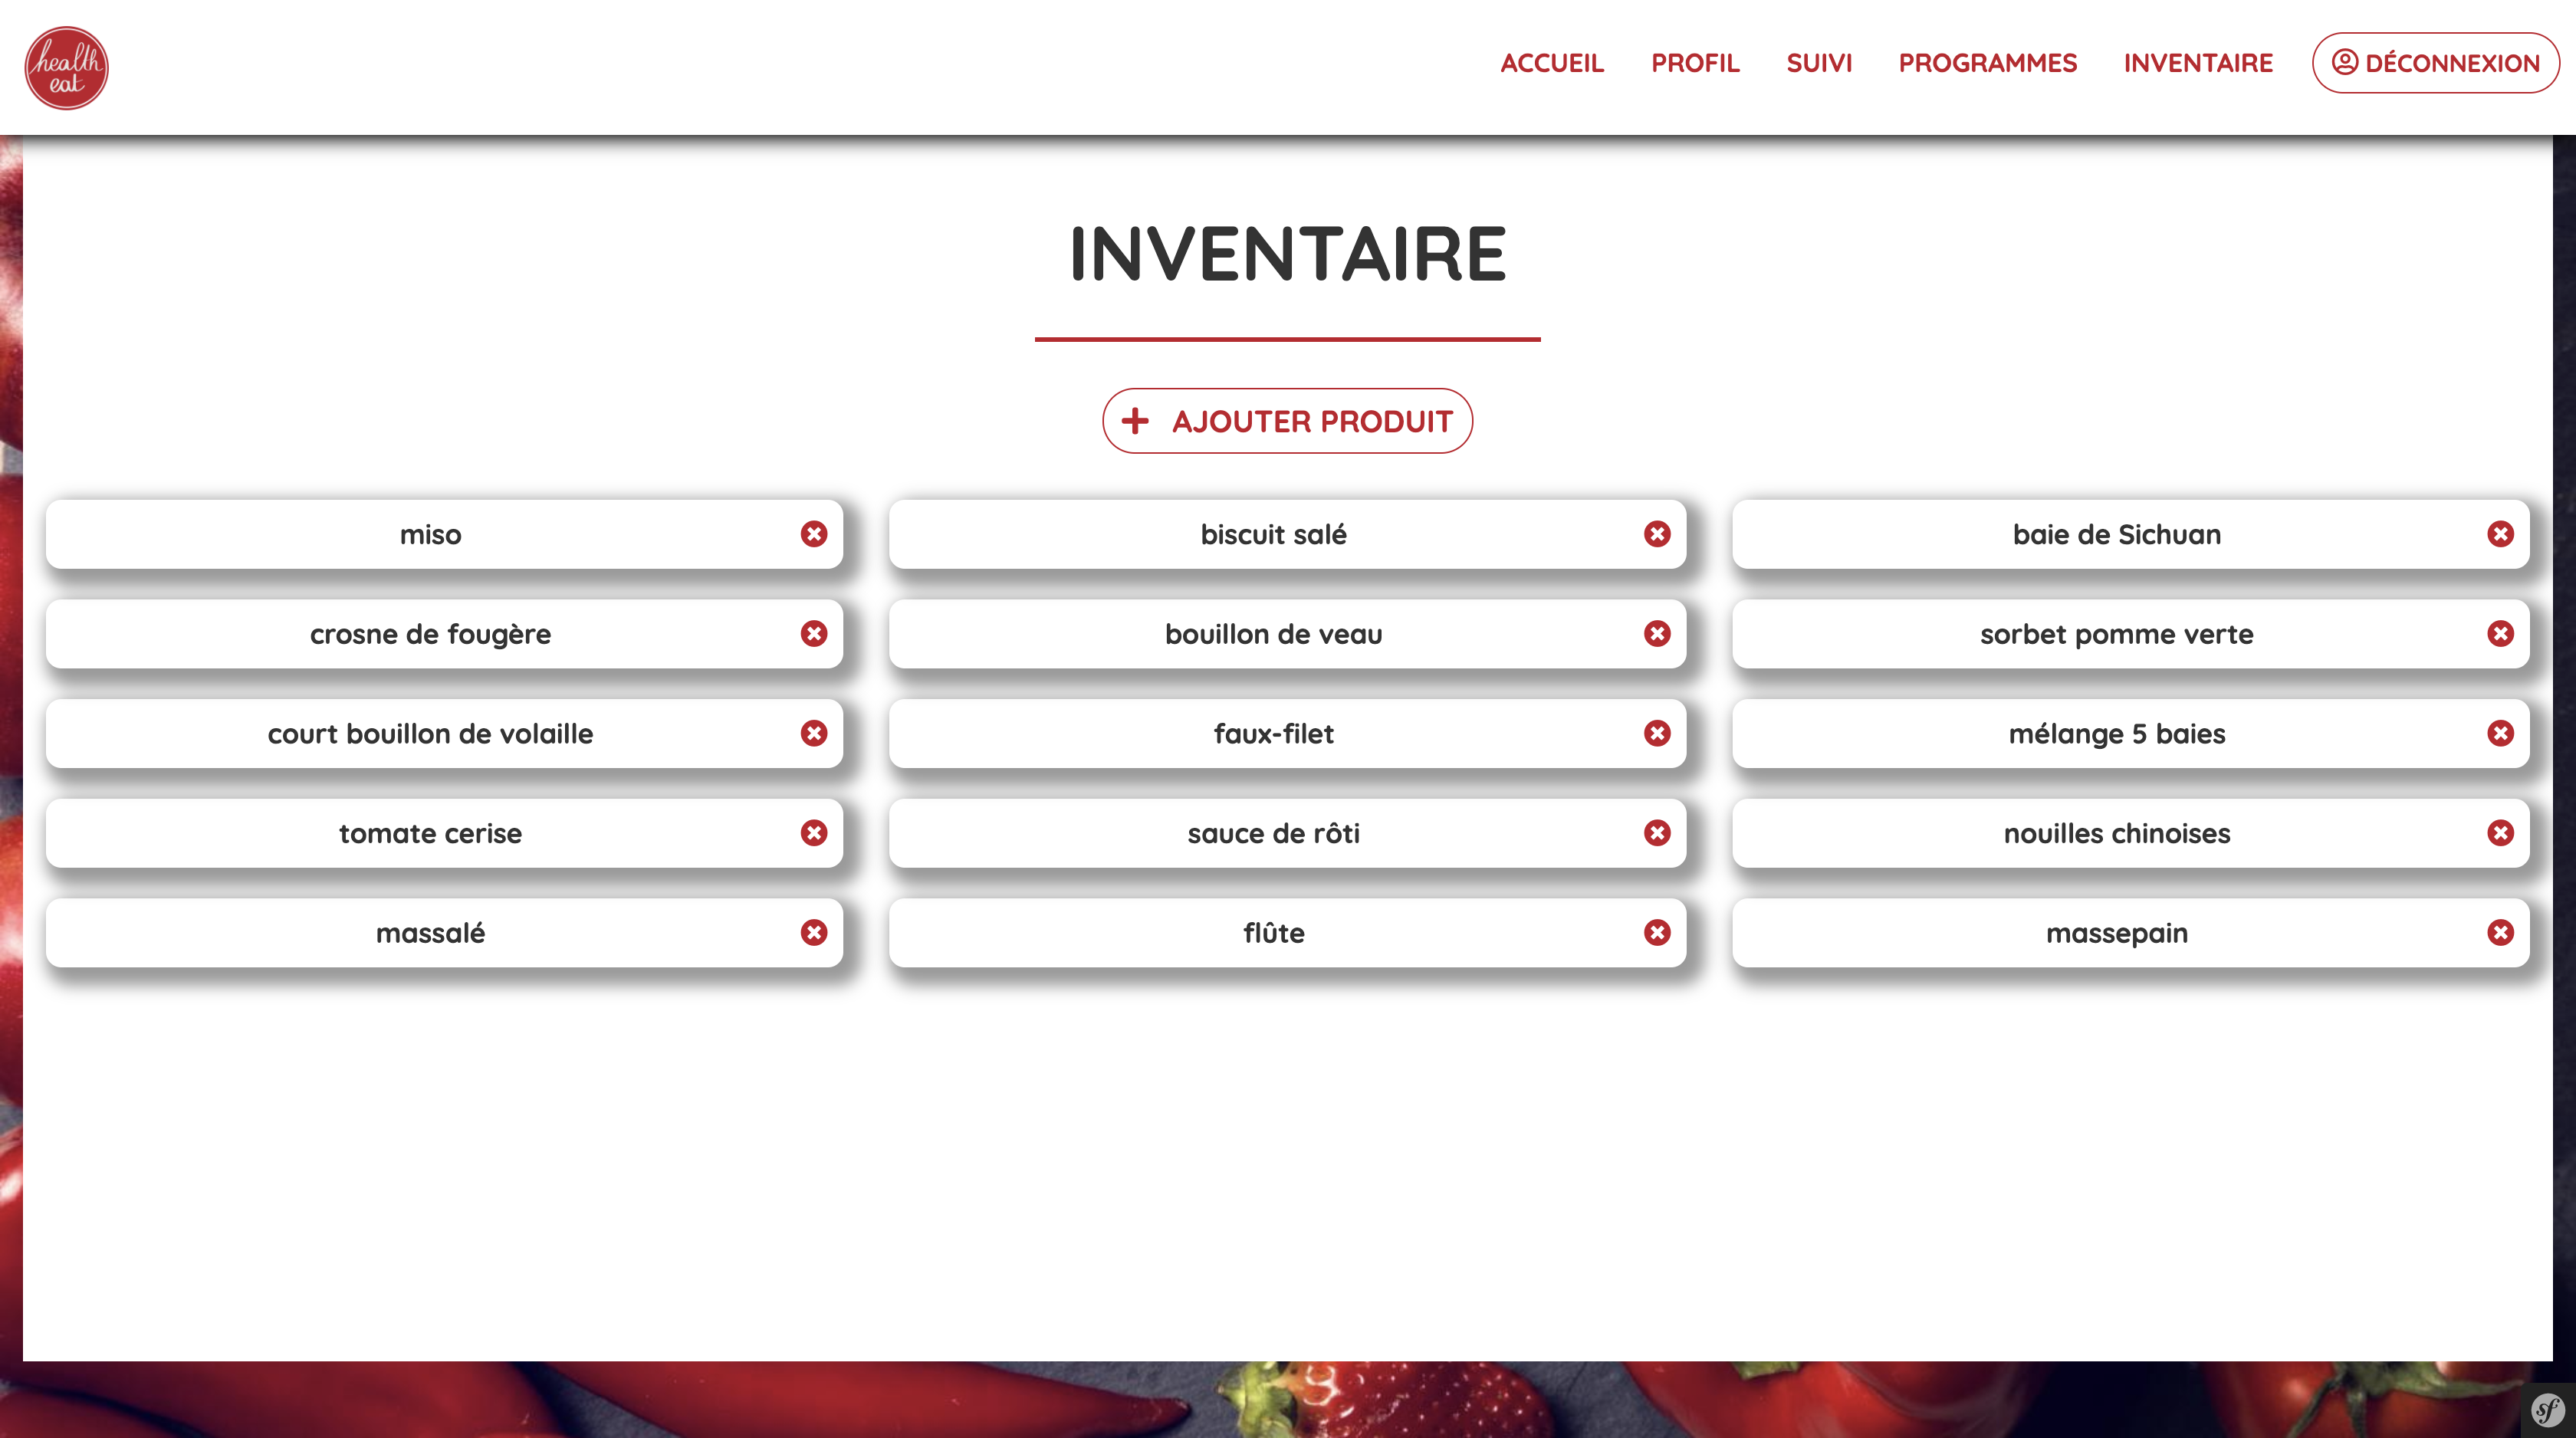 health
eat
ACCUEIL PROFIL SUIVI PROGRAMMES INVENTAIRE DÉCONNEXION
INVENTAIRE
AJOUTER PRODUIT
miso
biscuit salé
baie de Sichuan
crosne de fougère
bouillon de veau
sorbet pomme verte
court bouillon de volaille
faux-filet
mélange 5 baies
tomate cerise
sauce de rôti
nouilles chinoises
massalé
flûte
massepain
sf